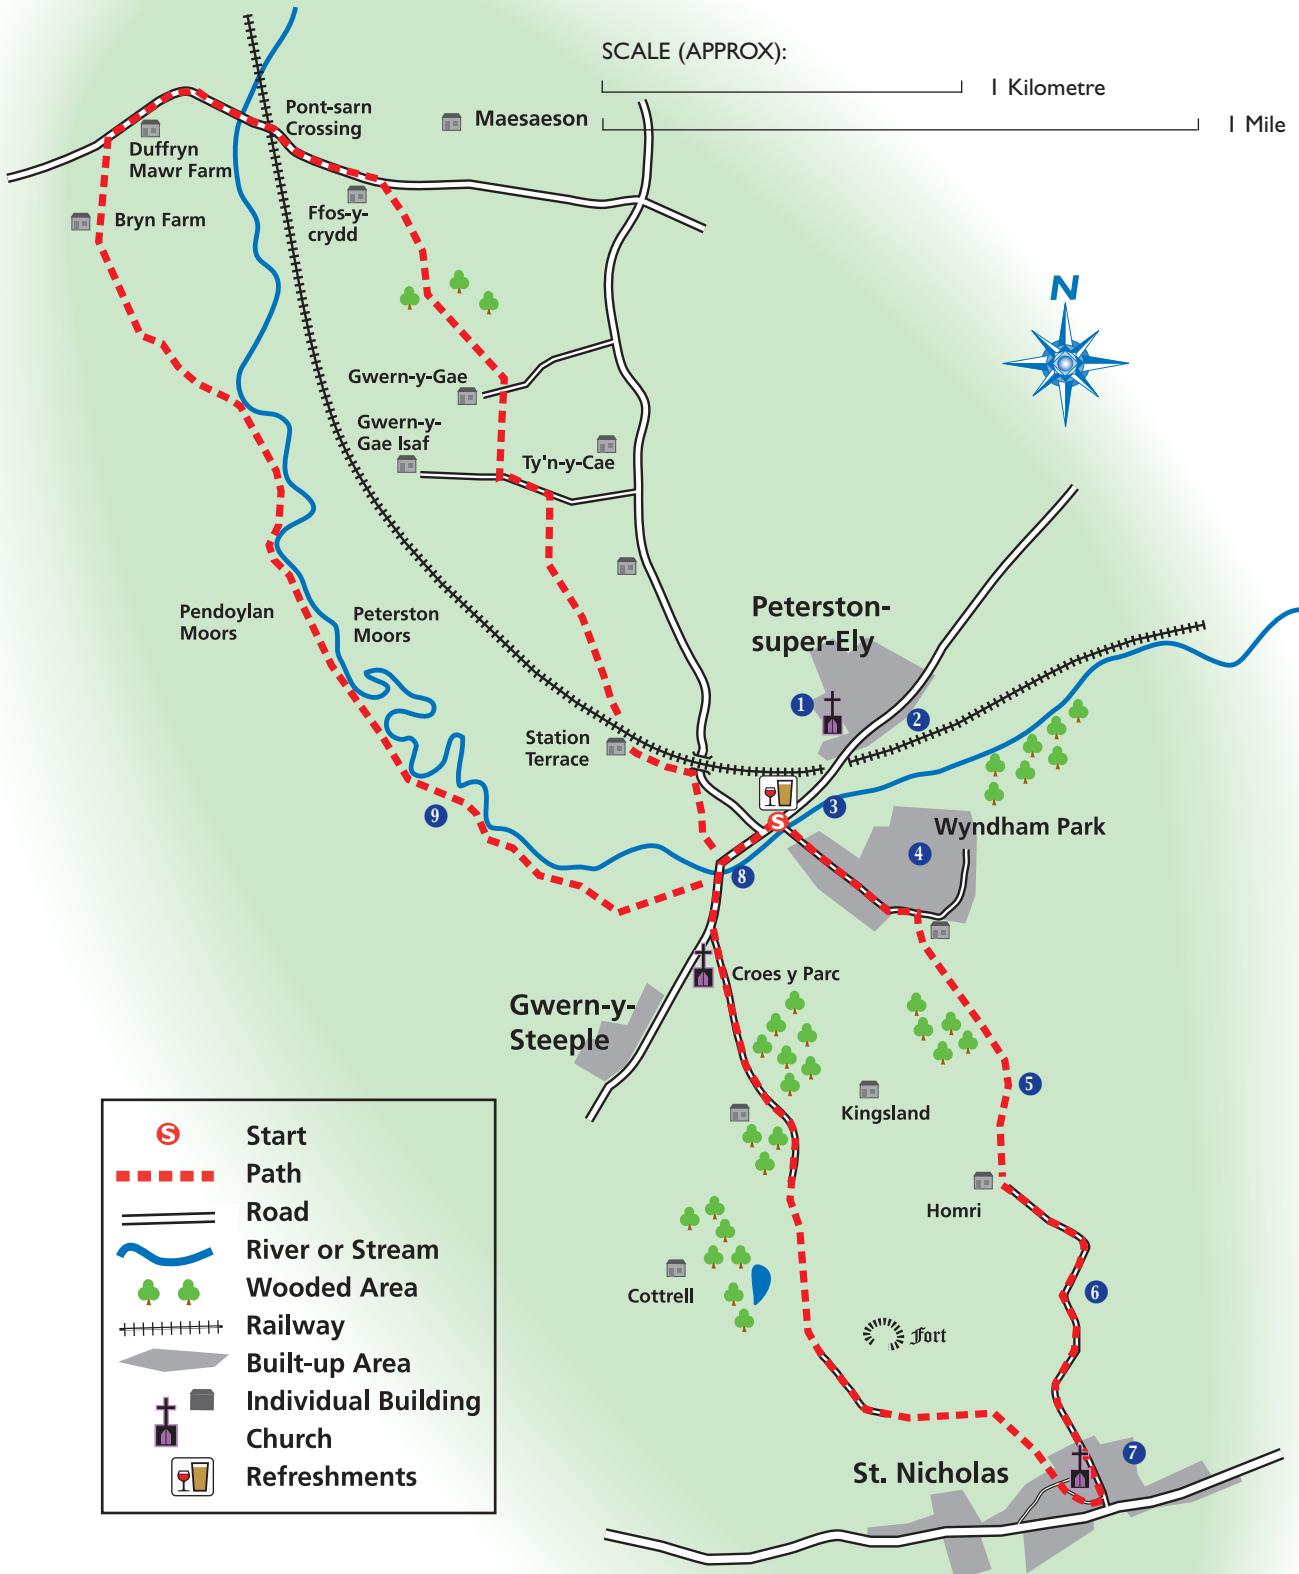 SCALE (APPROX):
1 Kilometre
1 Mile
Pont-sarn
Crossing
Maesaeson
Duffryn
Mawr Farm
Bryn Farm
Ffos-y-
crydd
N
Gwern-y-Gae
Gwern-y-
Gae Isaf
Ty'n-y-Cae
Peterston-
super-Ely
Pendoylan
Moors
Peterston
Moors
1
2
Station
Terrace
3
9
S
Wyndham Park
4
8
Croes y Parc
Gwern-y-
Steeple
5
Kingsland
Homri
Cottrell
6
Fort
7
St. Nicholas
S Start
Path
Road
River or Stream
Wooded Area
Railway
Built-up Area
Individual Building
Church
Refreshments